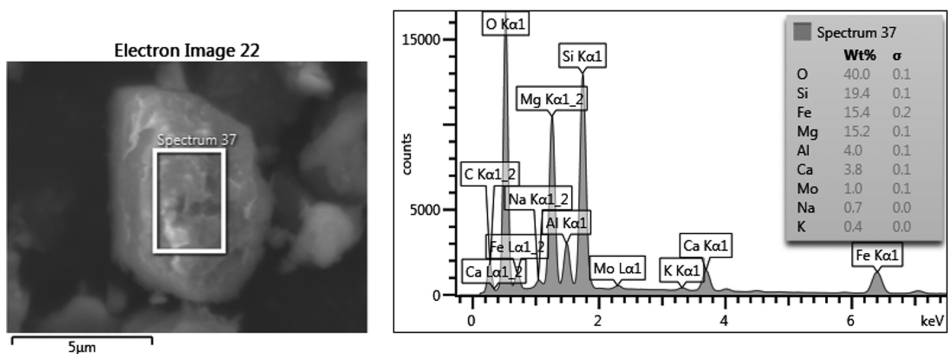 Electron Image 22
Spectrum 37
5μm
counts
15000
5000
0
0
2
4
6
keV
O Kα1
Si Kα1
Mg Kα1_2
C Kα1_2
Na Kα1_2
Al Kα1
Fe Lα1_2
Ca Lα1_2
Mo Lα1
K Kα1
Ca Kα1
Fe Kα1
Spectrum 37
Wt% σ
O 40.0 0.1
Si 19.4 0.1
Fe 15.4 0.2
Mg 15.2 0.1
Al 4.0 0.1
Ca 3.8 0.1
Mo 1.0 0.1
Na 0.7 0.0
K 0.4 0.0